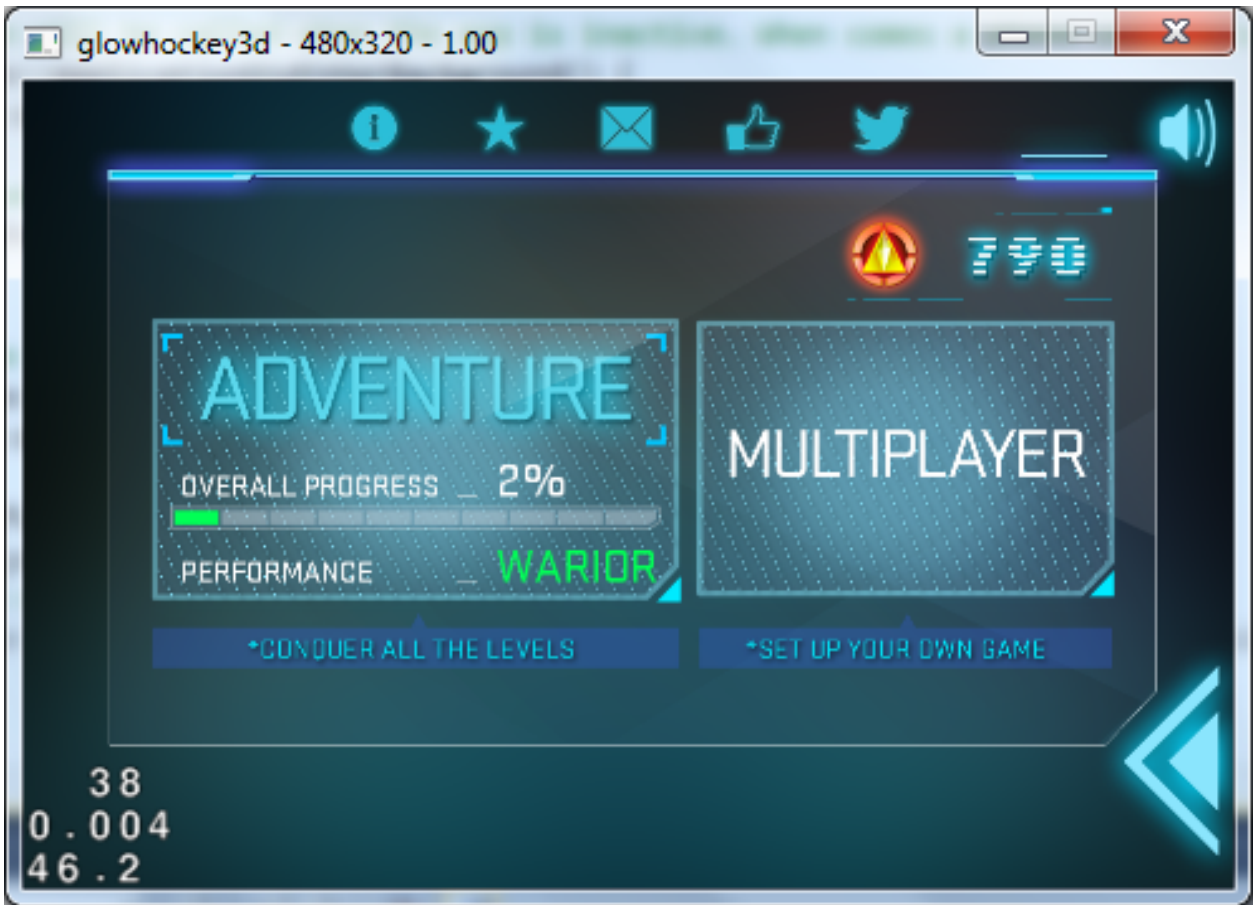 glowhockey3d - 480x320 - 1.00
790
ADVENTURE
OVERALL PROGRESS _ 2%
PERFORMANCE _ WARIOR
MULTIPLAYER
*CONQUER ALL THE LEVELS
*SET UP YOUR OWN GAME
38
0.004
46.2